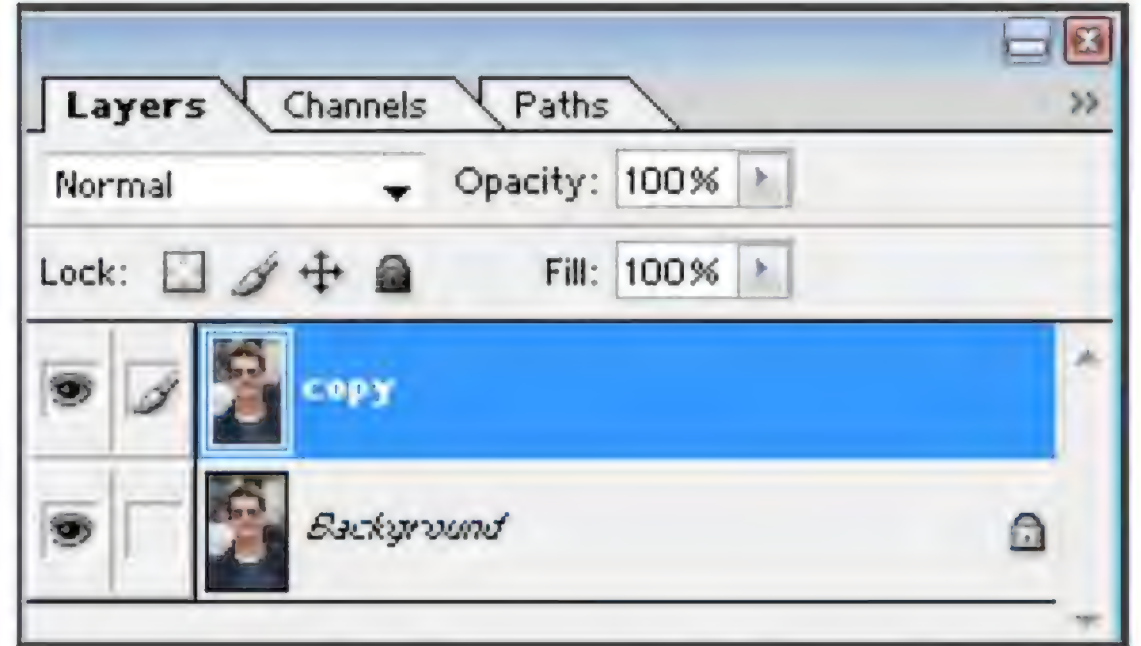 Layers Channels Paths »
Normal Opacity: 100%
Lock: Fill: 100%
copy
Background